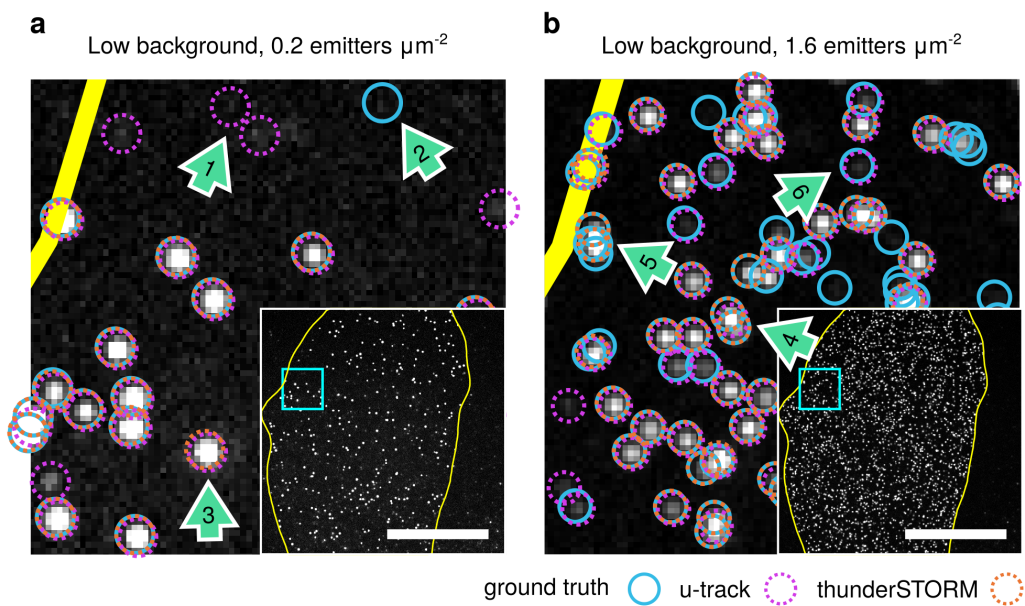 a
Low background, 0.2 emitters µm-2
1
2
3
b
Low background, 1.6 emitters µm-2
6
5
4
ground truth
u-track
thunderSTORM